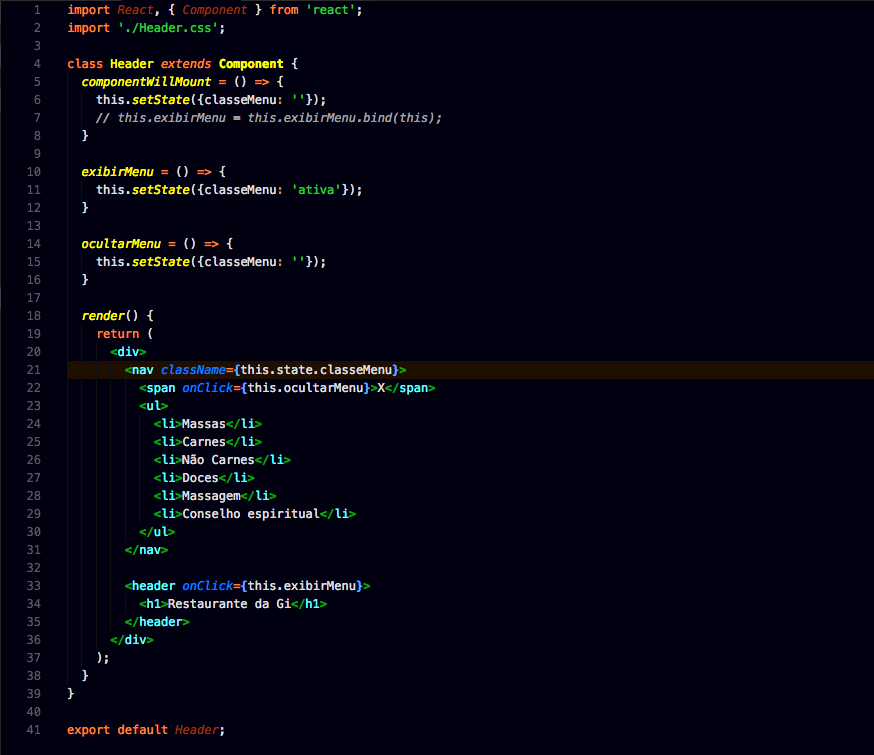 1 import React, { Component } from 'react';
2 import './Header.css';
3
4 class Header extends Component {
5   componentWillMount = () => {
6     this.setState({classeMenu: ''});
7     // this.exibirMenu = this.exibirMenu.bind(this);
8   }
9
10   exibirMenu = () => {
11     this.setState({classeMenu: 'ativa'});
12   }
13
14   ocultarMenu = () => {
15     this.setState({classeMenu: ''});
16   }
17
18   render() {
19     return (
20       <div>
21         <nav className={this.state.classeMenu}>
22           <span onClick={this.ocultarMenu}>X</span>
23           <ul>
24             <li>Massas</li>
25             <li>Carnes</li>
26             <li>Não Carnes</li>
27             <li>Doces</li>
28             <li>Massagem</li>
29             <li>Conselho espiritual</li>
30           </ul>
31         </nav>
32
33         <header onClick={this.exibirMenu}>
34           <h1>Restaurante da Gi</h1>
35         </header>
36       </div>
37     );
38   }
39 }
40
41 export default Header;